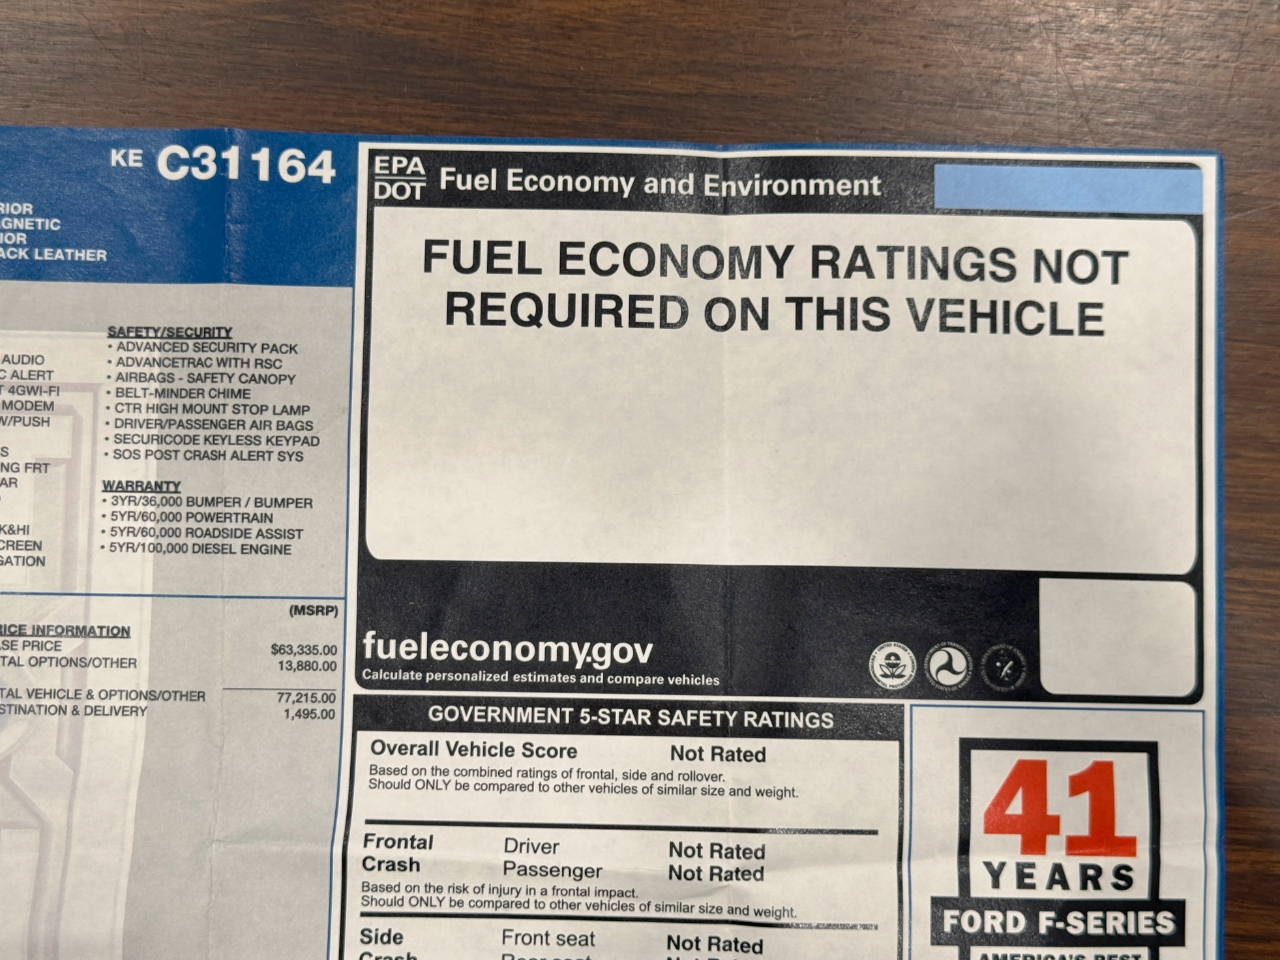 KE C31164
GNETIC
ACK LEATHER
AUDIO
ALERT
4GWI-FI
MODEM
W/PUSH
NG FRT
K&HI
SAFETY/SECURITY
• ADVANCED SECURITY PACK
• ADVANCETRAC WITH RSC
• AIRBAGS - SAFETY CANOPY
• BELT-MINDER CHIME
• CTR HIGH MOUNT STOP LAMP
• DRIVER/PASSENGER AIR BAGS
• SECURICODE KEYLESS KEYPAD
• SOS POST CRASH ALERT SYS
WARRANTY
• 3YR/36,000 BUMPER / BUMPER
• 5YR/60,000 POWERTRAIN
• 5YR/60,000 ROADSIDE ASSIST
• 5YR/100,000 DIESEL ENGINE
(MSRP)
RICE INFORMATION
SE PRICE $63,335.00
TAL OPTIONS/OTHER 13,880.00
TAL VEHICLE & OPTIONS/OTHER 77,215.00
STINATION & DELIVERY 1,495.00
EPA
DOT
Fuel Economy and Environment
FUEL ECONOMY RATINGS NOT
REQUIRED ON THIS VEHICLE
fueleconomy.gov
Calculate personalized estimates and compare vehicles
GOVERNMENT 5-STAR SAFETY RATINGS
Overall Vehicle Score Not Rated
Based on the combined ratings of frontal, side and rollover.
Should ONLY be compared to other vehicles of similar size and weight.
Frontal Driver Not Rated
Crash Passenger Not Rated
Based on the risk of injury in a frontal impact.
Should ONLY be compared to other vehicles of similar size and weight.
Side Front seat Not Rated
Crash Rear seat Not Rated
41
YEARS
FORD F-SERIES
AMERICA'S BEST